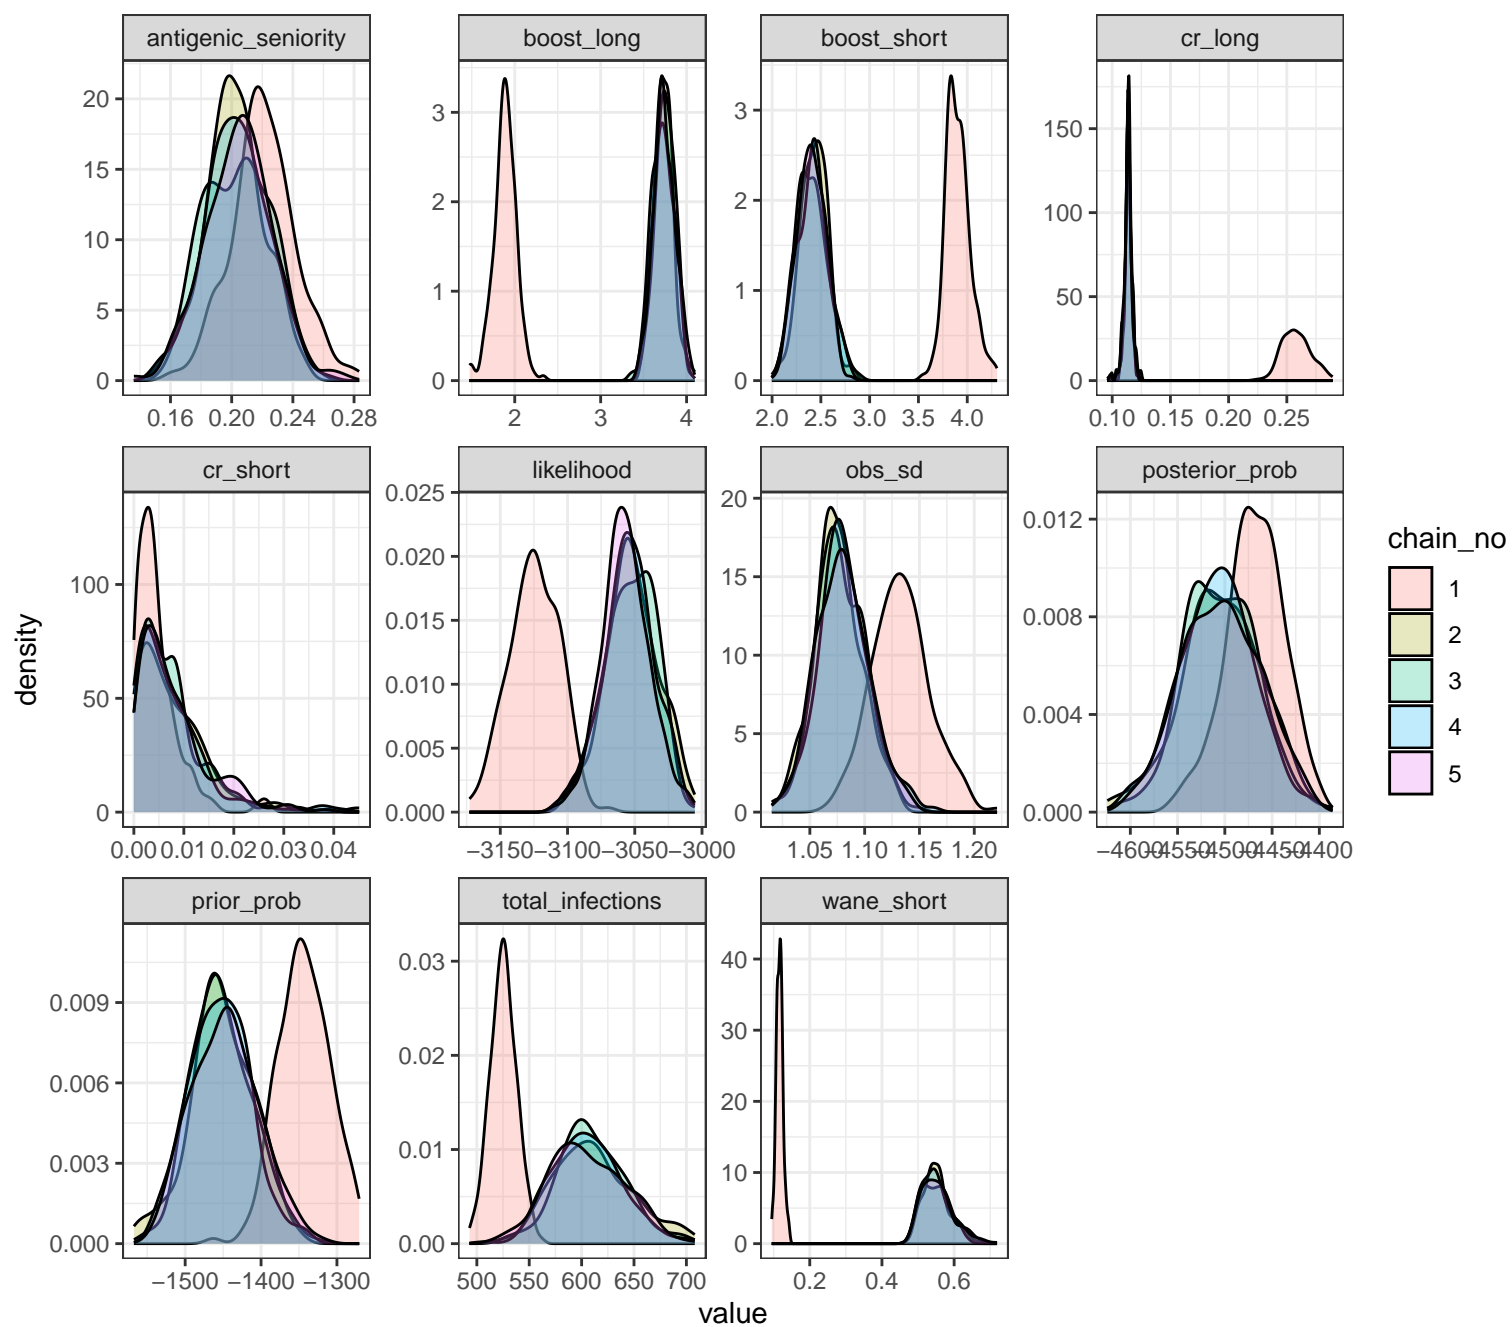 antigenic_seniority boost_long boost_short cr_long
20 3 3 150
15 2 2 100
10 1 1 50
5
0 0 0 0
0.16 0.20 0.24 0.28 2 3 4 2.0 2.5 3.0 3.5 4.0 0.10 0.15 0.20 0.25
cr_short likelihood obs_sd posterior_prob
100 0.025 20 0.012
50 0.020 15 0.008
0 0.015 10 0.004
0.010 5 0.000
0.005 0
0.000
0.00 0.01 0.02 0.03 0.04 −3150 −3100 −3050 −3000 1.05 1.10 1.15 1.20 −4600 −4550 −4500 −4450 −4400
prior_prob total_infections wane_short
0.009 0.03 40
0.006 0.02 30
0.003 0.01 20
0.000 0.00 10
0
−1500 −1400 −1300 500 550 600 650 700 0.2 0.4 0.6
density
value
chain_no
1
2
3
4
5